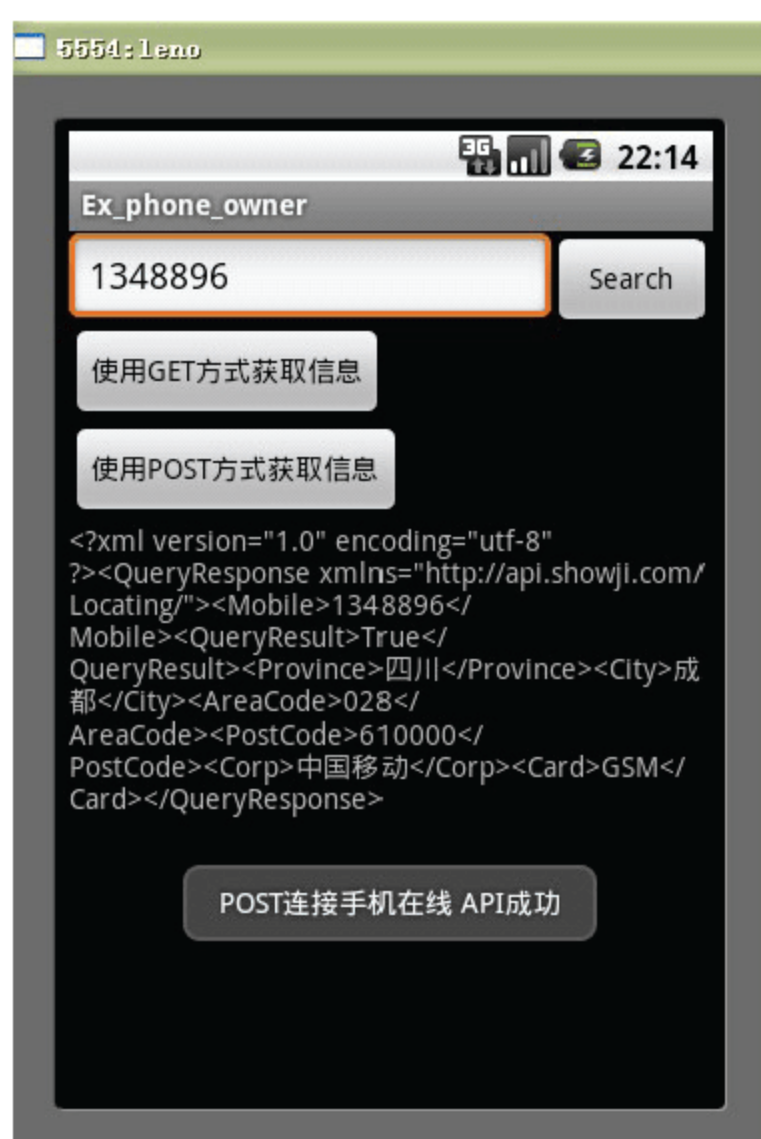 5554:leno
3G 22:14
Ex_phone_owner
1348896 Search
使用GET方式获取信息
使用POST方式获取信息
<?xml version="1.0" encoding="utf-8"
?><QueryResponse xmlns="http://api.showji.com/
Locating/"><Mobile>1348896</
Mobile><QueryResult>True</
QueryResult><Province>四川</Province><City>成
都</City><AreaCode>028</
AreaCode><PostCode>610000</
PostCode><Corp>中国移动</Corp><Card>GSM</
Card></QueryResponse>
POST连接手机在线 API成功